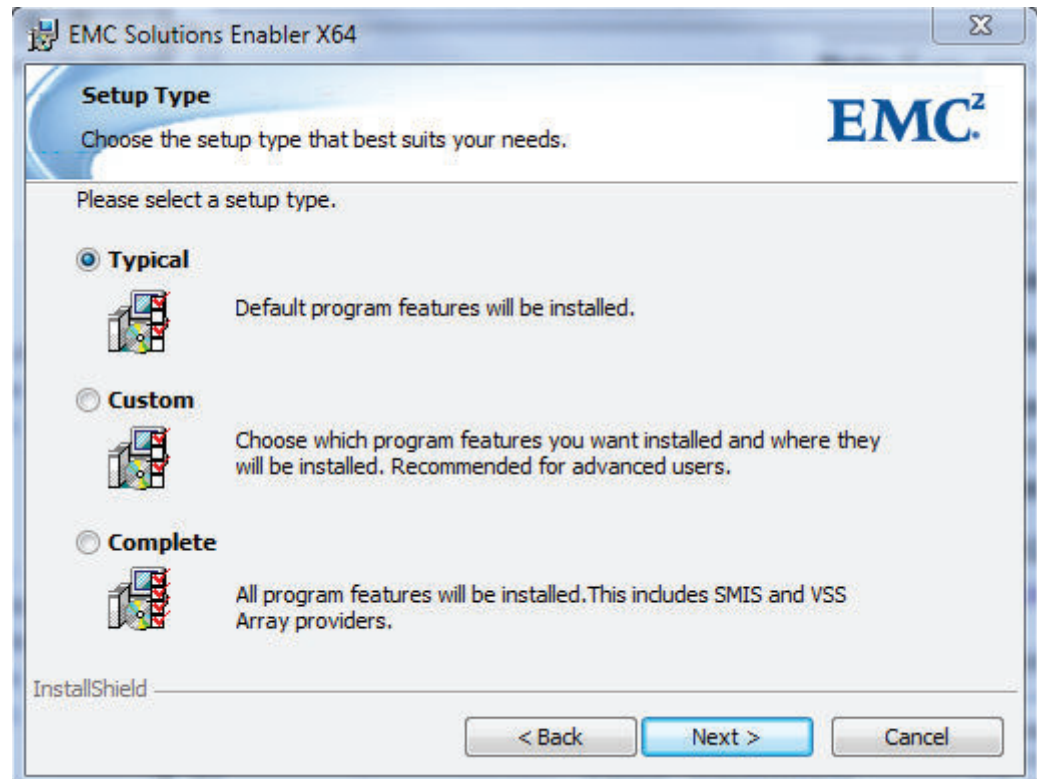 EMC Solutions Enabler X64
Setup Type
Choose the setup type that best suits your needs.
EMC²
Please select a setup type.
Typical
Default program features will be installed.
Custom
Choose which program features you want installed and where they
will be installed. Recommended for advanced users.
Complete
All program features will be installed.This includes SMIS and VSS
Array providers.
InstallShield
< Back
Next >
Cancel